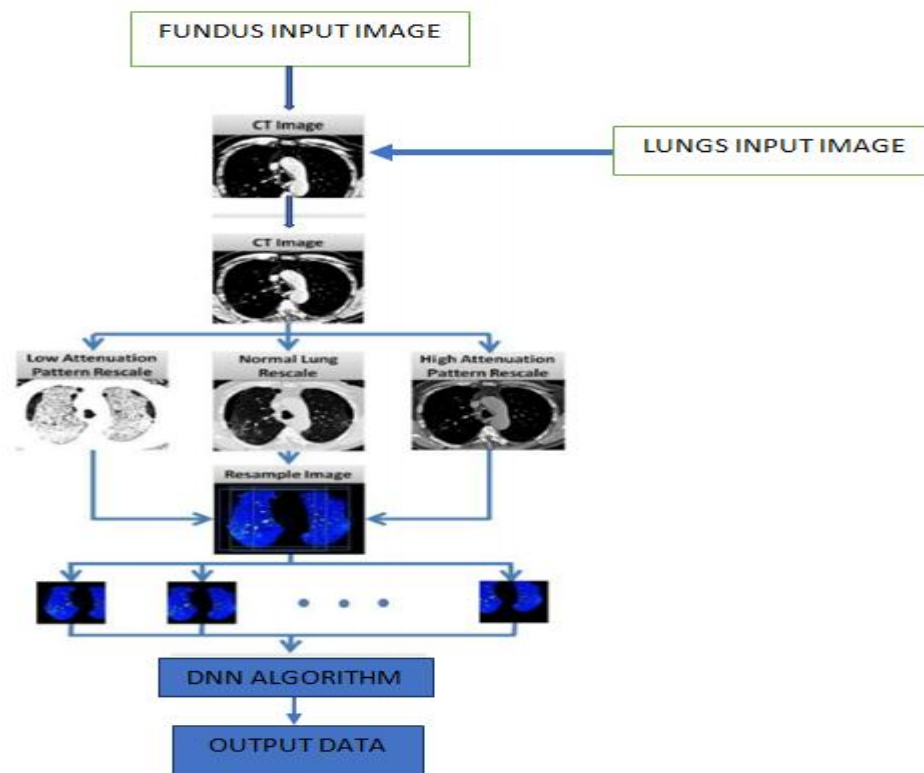 FUNDUS INPUT IMAGE
CT Image
LUNGS INPUT IMAGE
CT Image
Low Attenuation
Pattern Rescale
Normal Lung
Rescale
High Attenuation
Pattern Rescale
Resample Image
DNN ALGORITHM
OUTPUT DATA